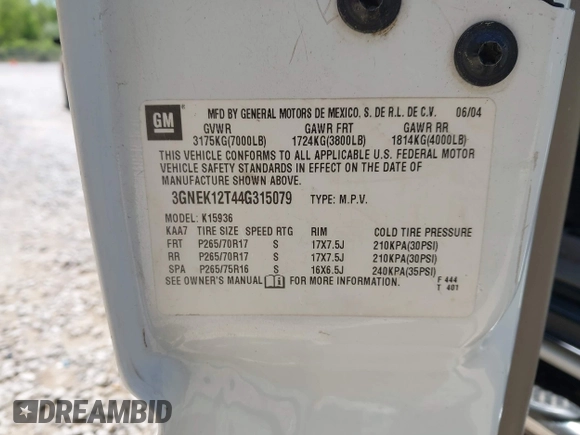 GM
MFD BY GENERAL MOTORS DE MEXICO, S. DE R.L. DE C.V. 06/04
GVWR GAWR FRT GAWR RR
3175KG(7000LB) 1724KG(3800LB) 1814KG(4000LB)
THIS VEHICLE CONFORMS TO ALL APPLICABLE U.S. FEDERAL MOTOR
VEHICLE SAFETY STANDARDS IN EFFECT ON THE DATE OF
MANUFACTURE SHOWN ABOVE.
3GNEK12T44G315079 TYPE: M.P.V.
MODEL: K15936
KAA7 TIRE SIZE SPEED RTG RIM COLD TIRE PRESSURE
FRT P265/70R17 S 17X7.5J 210KPA(30PSI)
RR P265/70R17 S 17X7.5J 210KPA(30PSI)
SPA P265/75R16 S 16X6.5J 240KPA(35PSI)
SEE OWNER'S MANUAL FOR MORE INFORMATION. F 444
T 401
DREAMBID